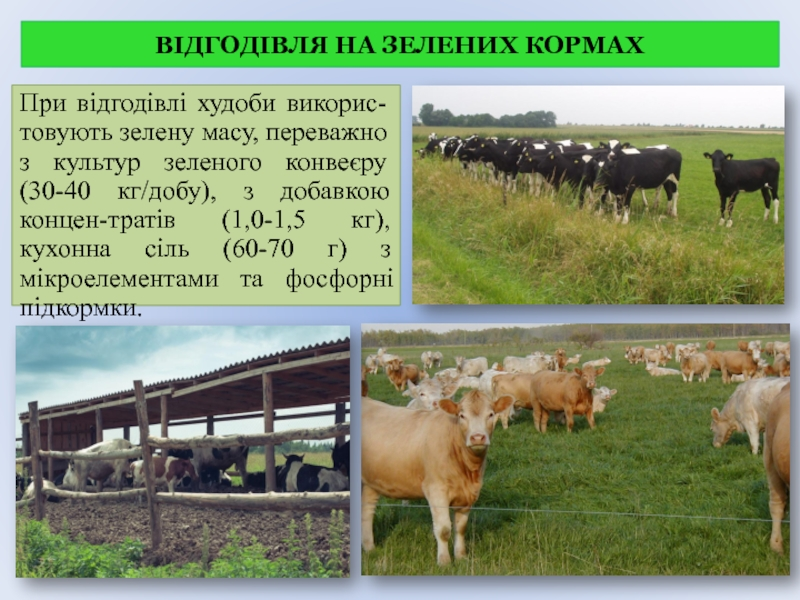 ВІДГОДІВЛЯ НА ЗЕЛЕНИХ КОРМАХ
При відгодівлі худоби викорис-
товують зелену масу, переважно
з культур зеленого конвеєру
(30-40 кг/добу), з добавкою
концен-тратів (1,0-1,5 кг),
кухонна сіль (60-70 г) з
мікроелементами та фосфорні
підкормки.